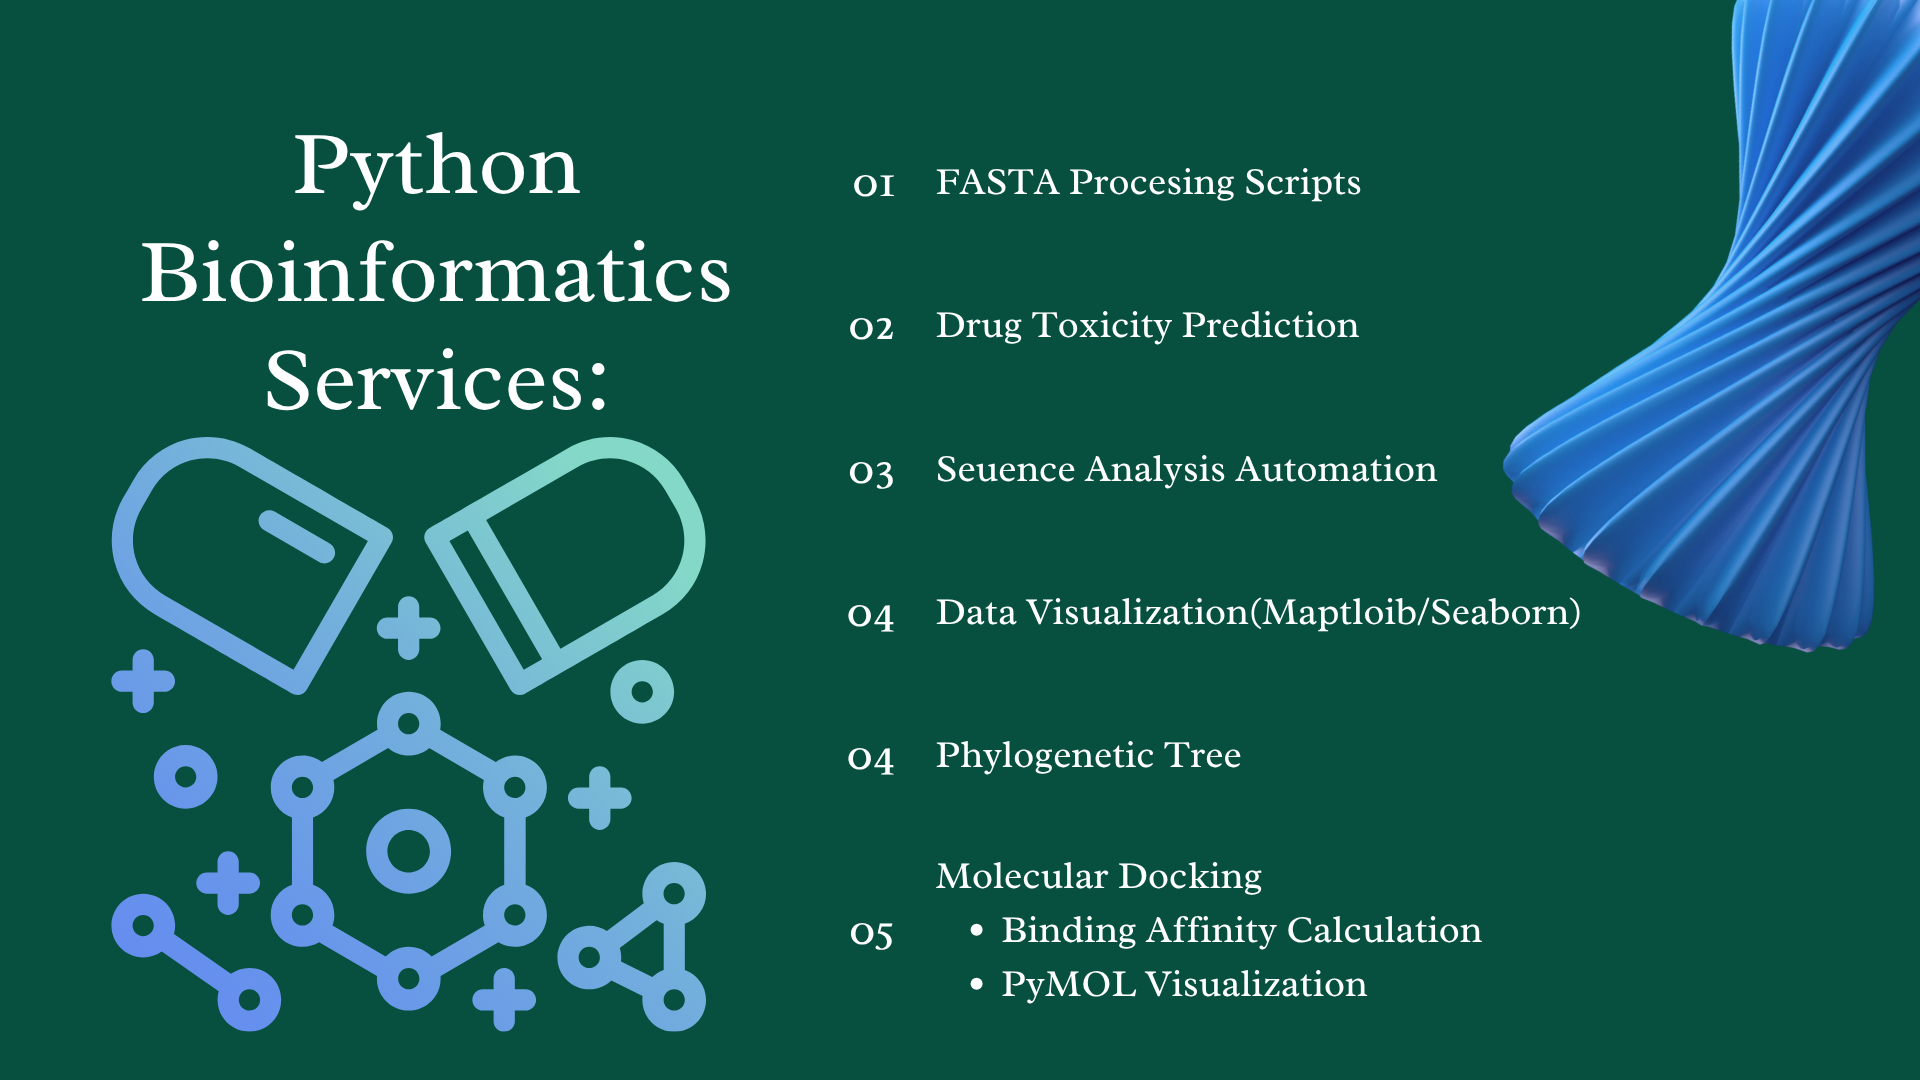 Python
Bioinformatics
Services:
01 FASTA Procesing Scripts
02 Drug Toxicity Prediction
03 Seuence Analysis Automation
04 Data Visualization(Maptloib/Seaborn)
04 Phylogenetic Tree
Molecular Docking
05 • Binding Affinity Calculation
• PyMOL Visualization